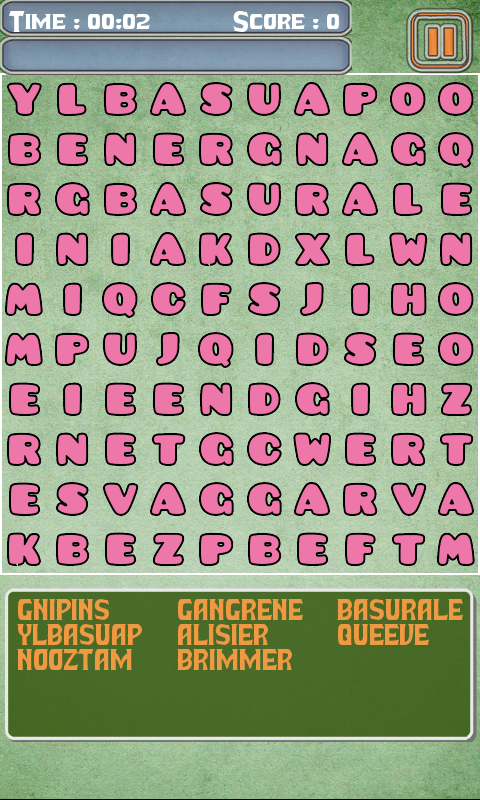 TIME : 00:02 SCORE : 0
Y L B A S U A P O O
B E N E R G N A G Q
R G B A S U R A L E
I N I A K D X L W N
M I Q C F S J I H O
M P U J Q I D S E O
E I E E N D G I H Z
R N E T G C W E R T
E S V A G G A R V A
K B E Z P B E F T M
GNIPINS GANGRENE BASURALE
YLBASUAP ALISIER QUEEVE
NOOZTAM BRIMMER